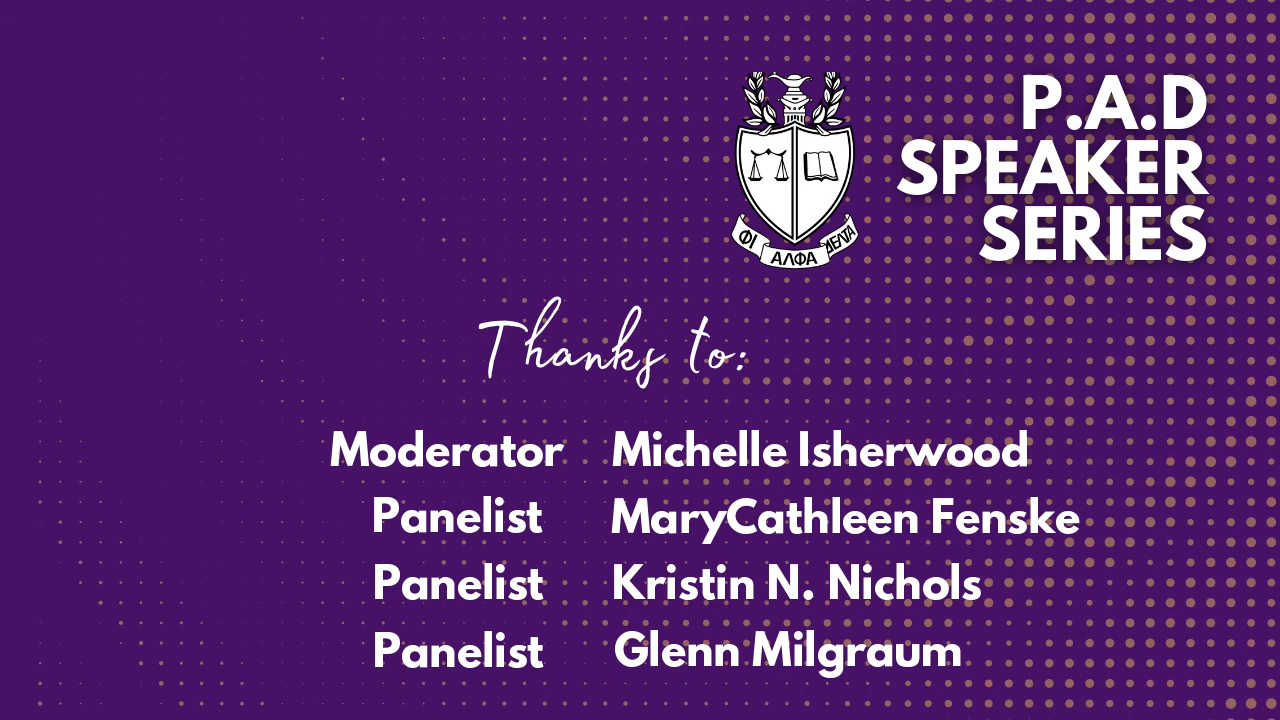 P.A.D
SPEAKER
SERIES
ΦΙ ΑΛΦΑ ΔΕΛΤΑ
Thanks to:
Moderator Michelle Isherwood
Panelist MaryCathleen Fenske
Panelist Kristin N. Nichols
Panelist Glenn Milgraum